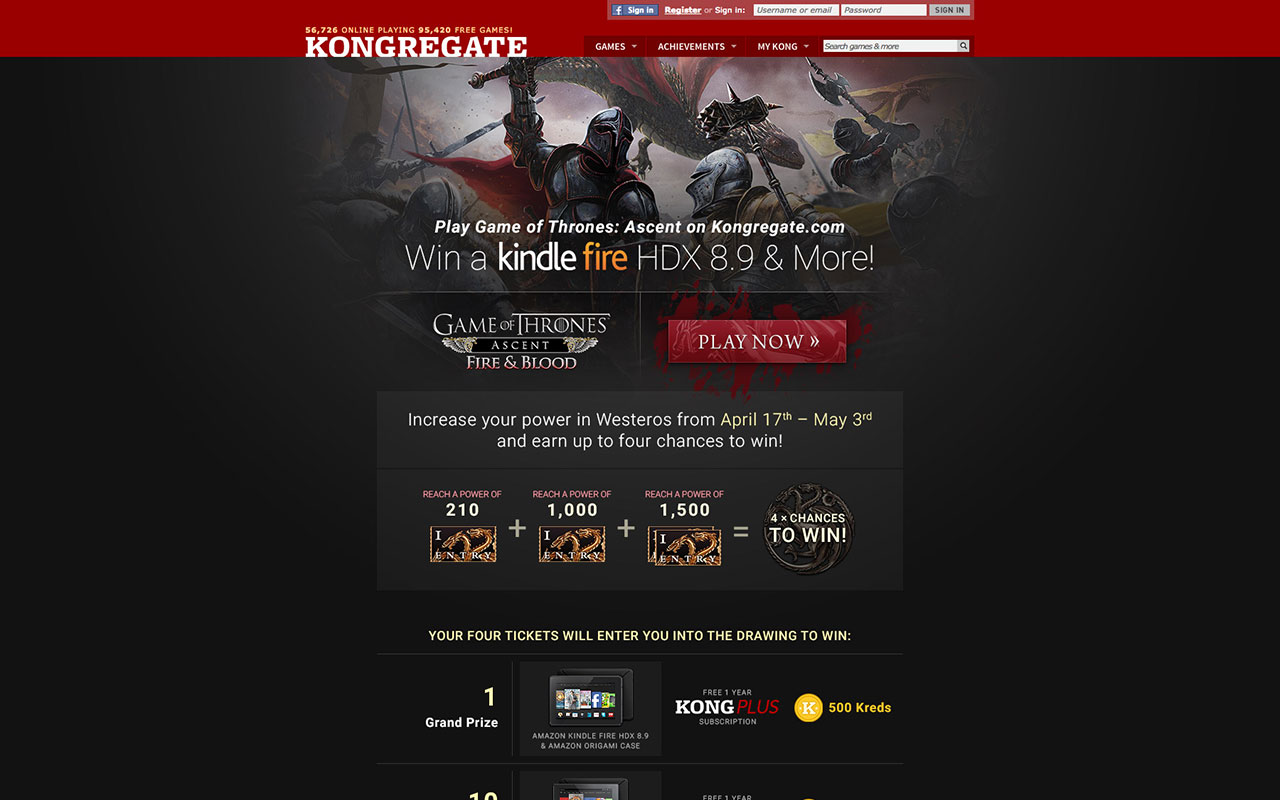 Sign in Register or Sign in: Username or email Password SIGN IN
56,726 ONLINE PLAYING 95,420 FREE GAMES!
KONGREGATE
GAMES ACHIEVEMENTS MY KONG Search games & more
Play Game of Thrones: Ascent on Kongregate.com
Win a kindle fire HDX 8.9 & More!
GAME OF THRONES
ASCENT
FIRE & BLOOD
PLAY NOW »
Increase your power in Westeros from April 17th – May 3rd
and earn up to four chances to win!
REACH A POWER OF
210
I
ENTRY
+
REACH A POWER OF
1,000
I
ENTRY
+
REACH A POWER OF
1,500
I
ENTRY
=
4 × CHANCES
TO WIN!
YOUR FOUR TICKETS WILL ENTER YOU INTO THE DRAWING TO WIN:
1
Grand Prize
AMAZON KINDLE FIRE HDX 8.9
& AMAZON ORIGAMI CASE
FREE 1 YEAR
KONG PLUS
SUBSCRIPTION
K 500 Kreds
10
FREE 1 YEAR